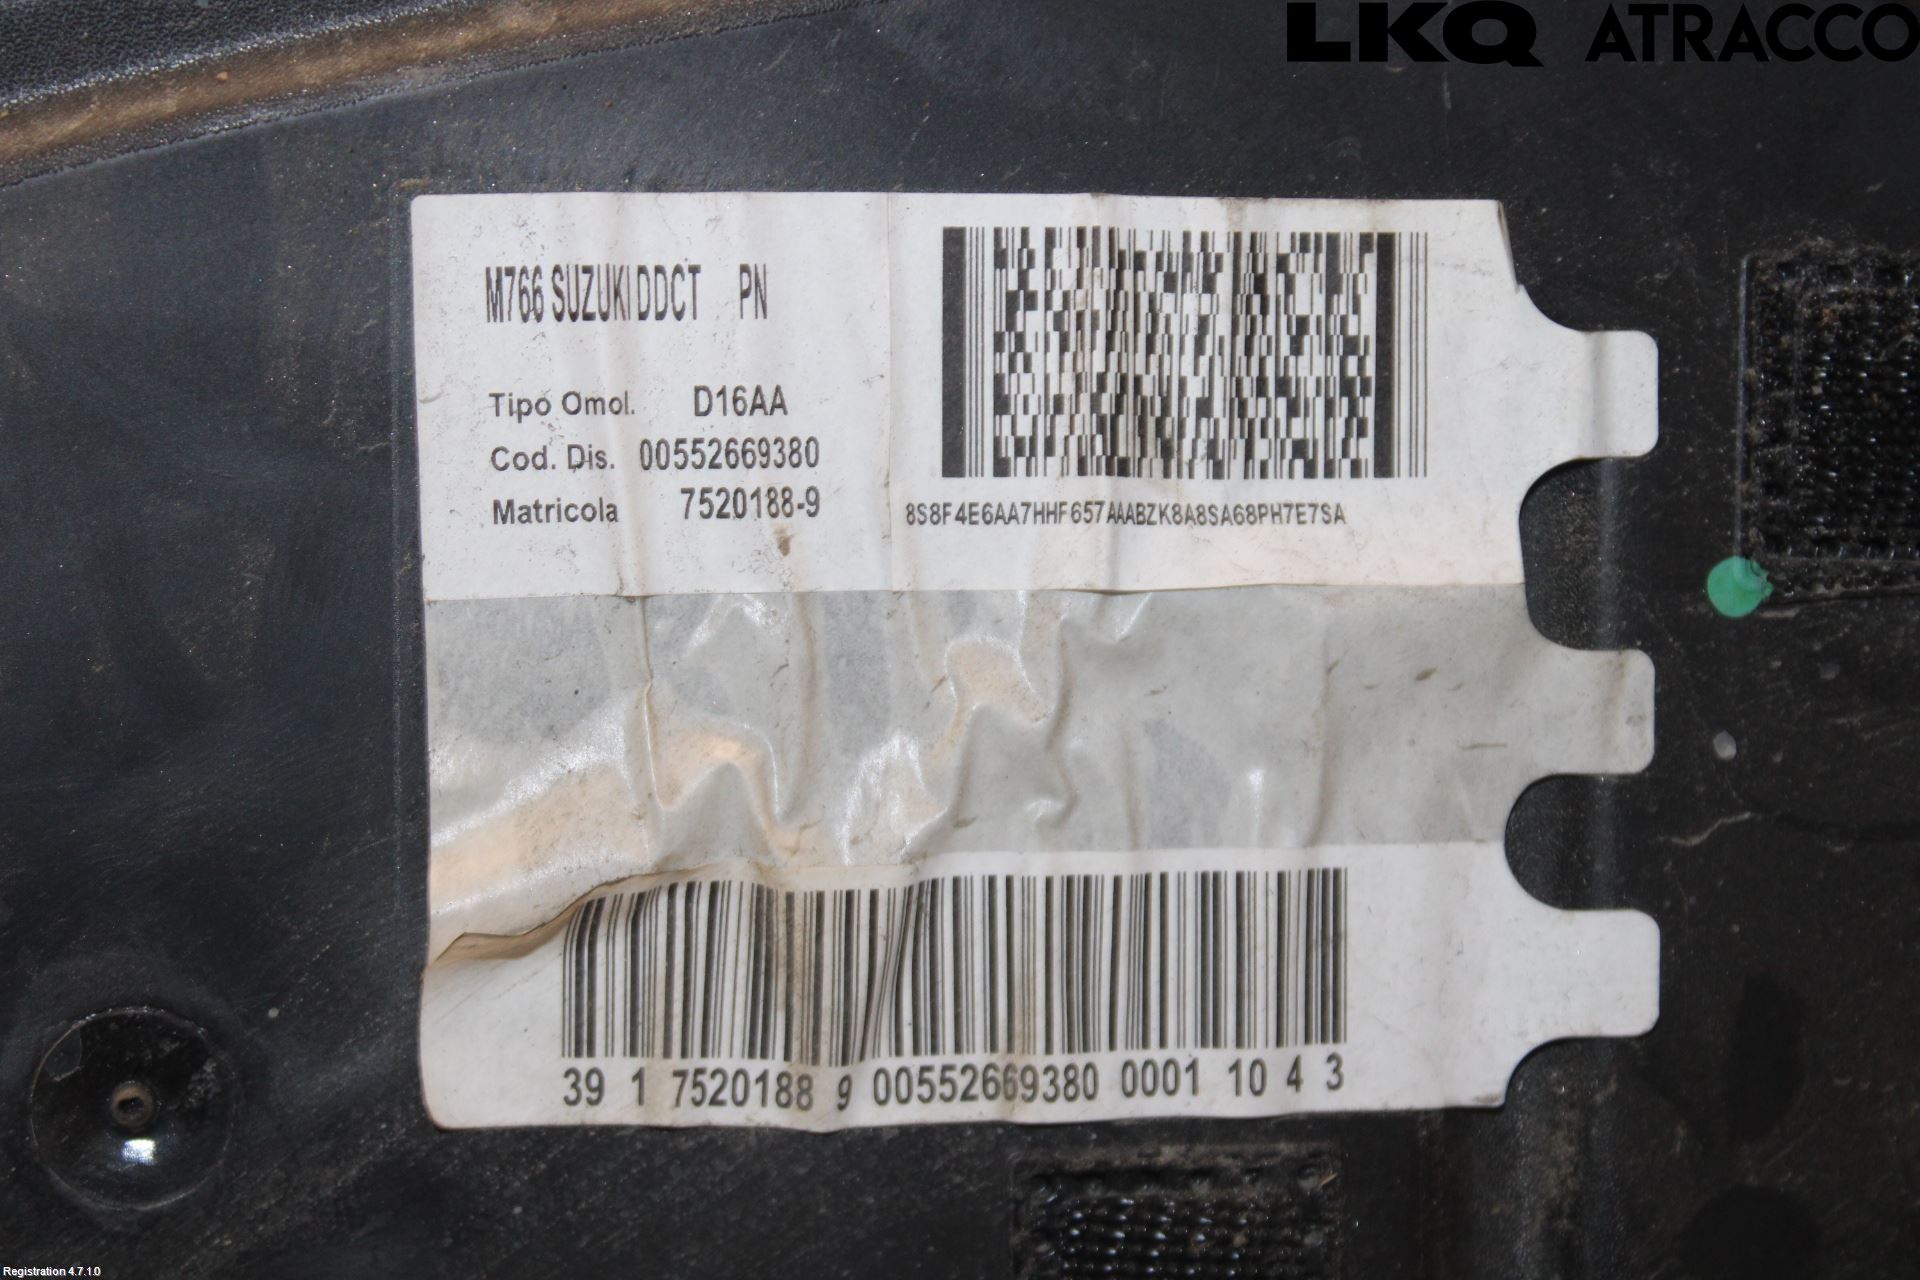 LKQ ATRACCO
M766 SUZUKI DDCT PN
Tipo Omol. D16AA
Cod. Dis. 00552669380
Matricola 7520188-9
8S8F4E6AA7HHF657AAABZK8A8SA68PH7E7SA
39 1 7520188 9 00552669380 0001 10 4 3
Registration 4.7.1.0